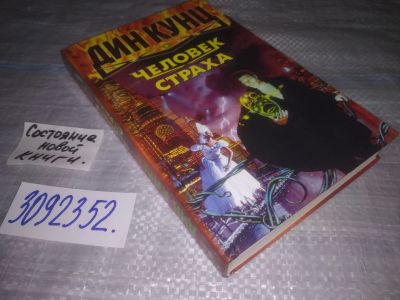 ДИН КУНЦ
ЧЕЛОВЕК
СТРАХА
Состояние
новой
книги.
3092352.